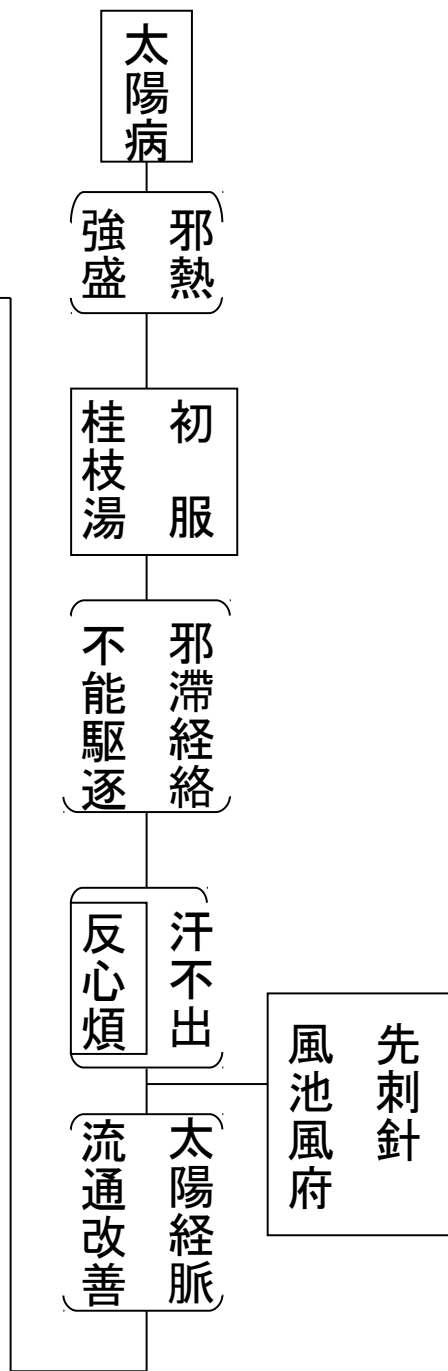 太陽病
邪熱
強盛
初服
桂枝湯
邪滞経絡
不能駆逐
汗不出
反心煩
先刺針
風池風府
太陽経脈
流通改善